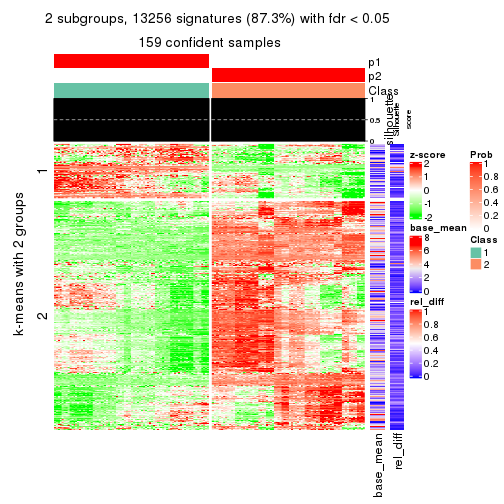 2 subgroups, 13256 signatures (87.3%) with fdr < 0.05
159 confident samples
p1
p2
Class
1
0.5
0
silhouette
Silhouette
score
k-means with 2 groups
1
2
base_mean
rel_diff
z-score
2
1
0
-1
-2
base_mean
8
6
4
2
0
rel_diff
1
0.8
0.6
0.4
0.2
0
Prob
1
0.8
0.6
0.4
0.2
0
Class
1
2